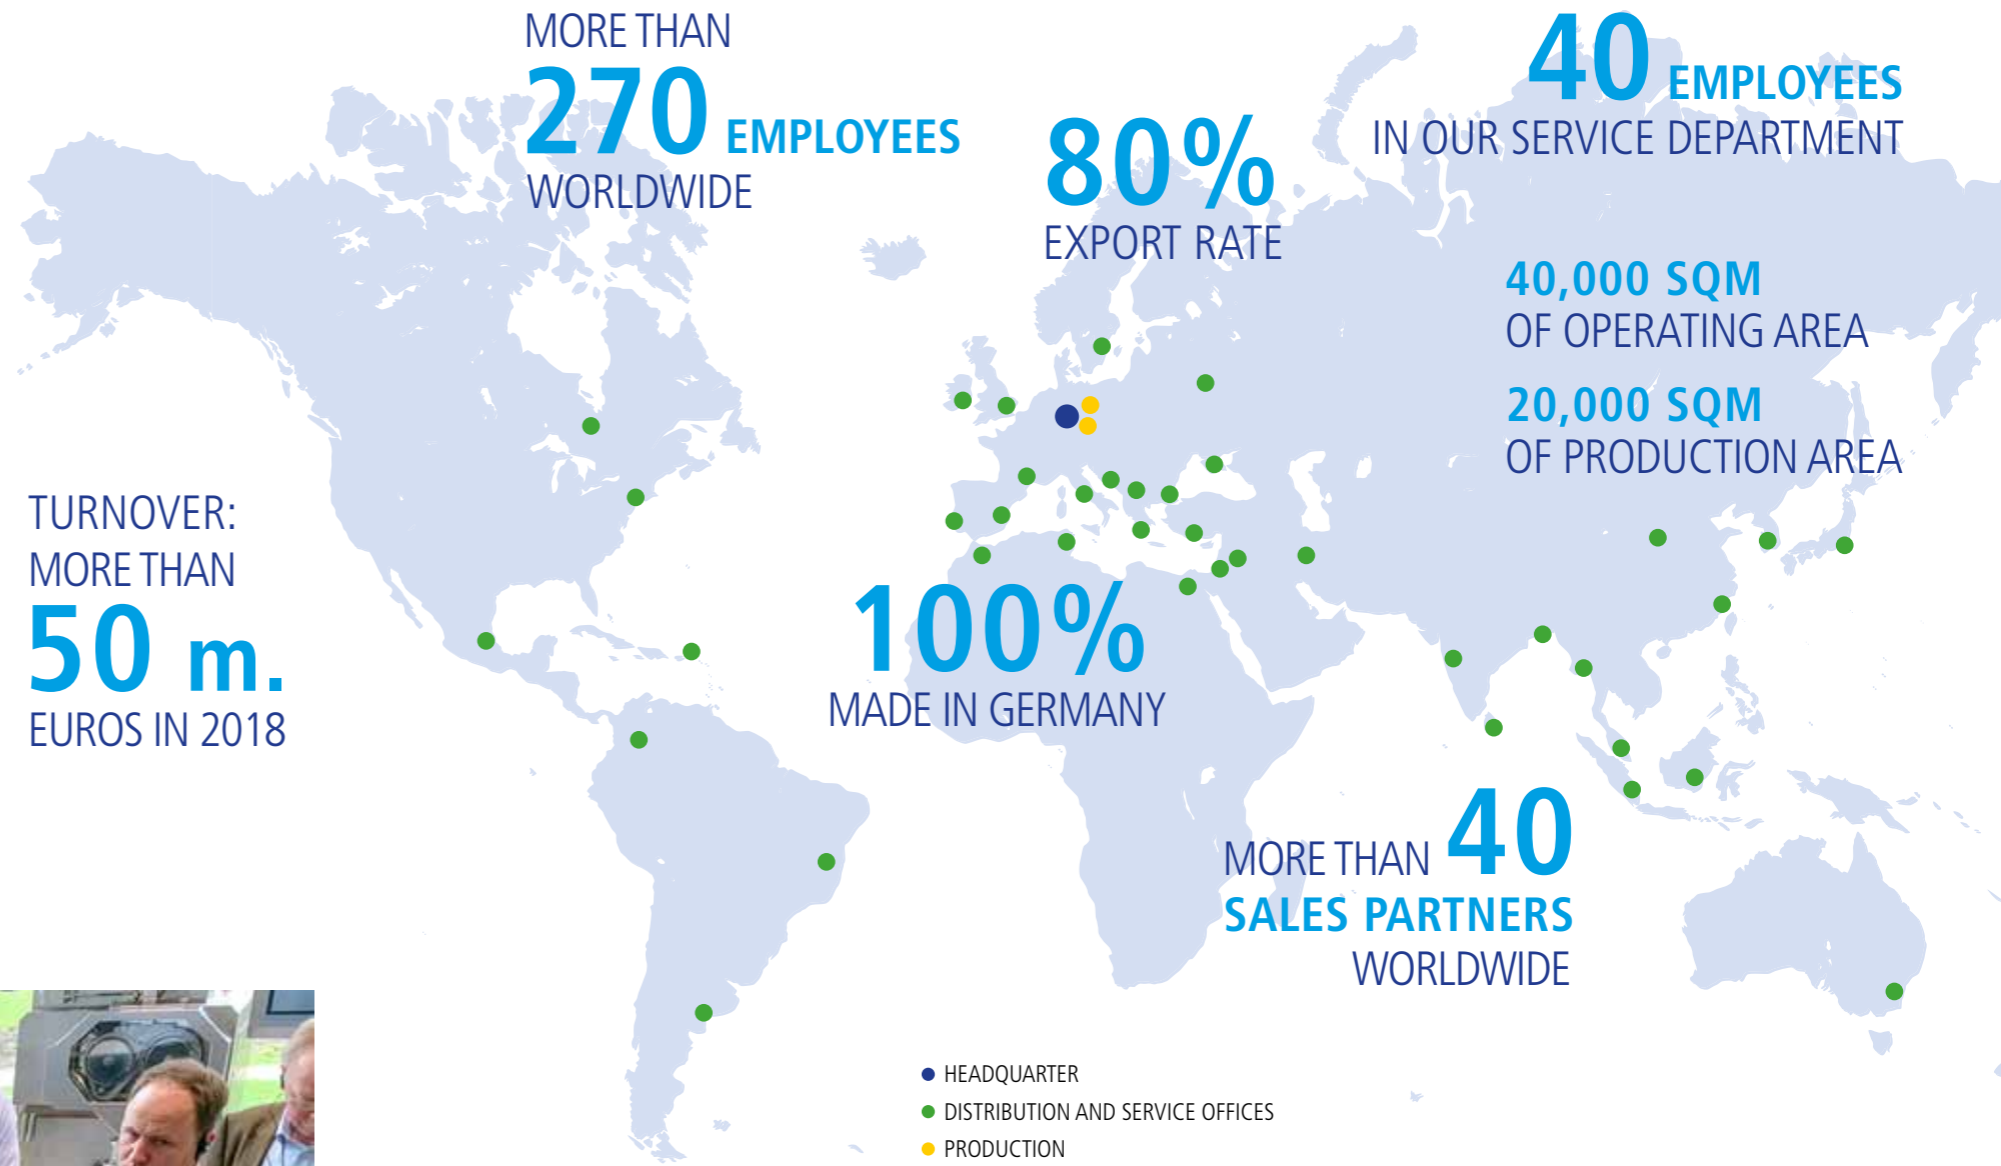 MORE THAN
270 EMPLOYEES
WORLDWIDE
80%
EXPORT RATE
40 EMPLOYEES
IN OUR SERVICE DEPARTMENT
40,000 SQM
OF OPERATING AREA
20,000 SQM
OF PRODUCTION AREA
TURNOVER:
MORE THAN
50 m.
EUROS IN 2018
100%
MADE IN GERMANY
MORE THAN 40
SALES PARTNERS
WORLDWIDE
HEADQUARTER
DISTRIBUTION AND SERVICE OFFICES
PRODUCTION